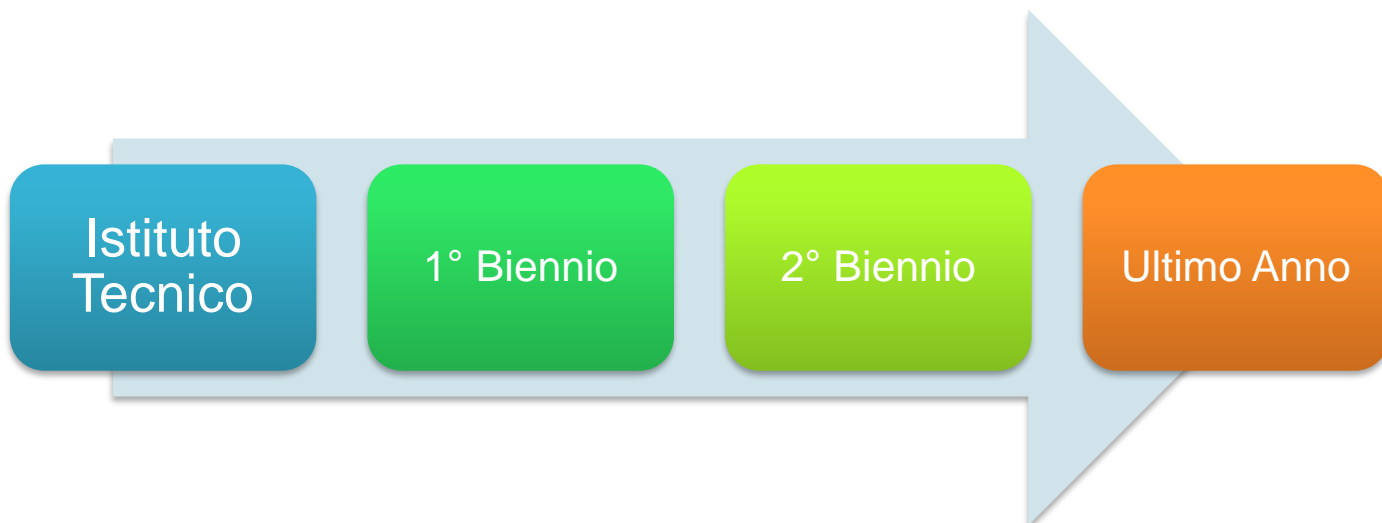 Istituto
Tecnico
1° Biennio
2° Biennio
Ultimo Anno